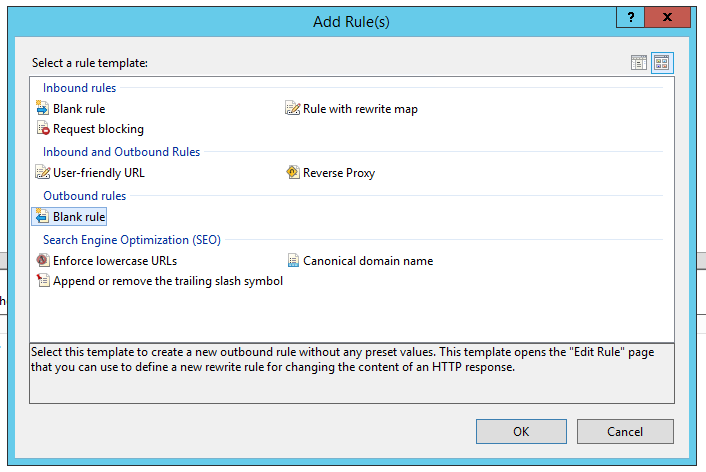 Add Rule(s)
?
x
Select a rule template:
Inbound rules
Blank rule
Rule with rewrite map
Request blocking
Inbound and Outbound Rules
User-friendly URL
Reverse Proxy
Outbound rules
Blank rule
Search Engine Optimization (SEO)
Enforce lowercase URLs
Canonical domain name
Append or remove the trailing slash symbol
Select this template to create a new outbound rule without any preset values. This template opens the "Edit Rule" page
that you can use to define a new rewrite rule for changing the content of an HTTP response.
OK
Cancel